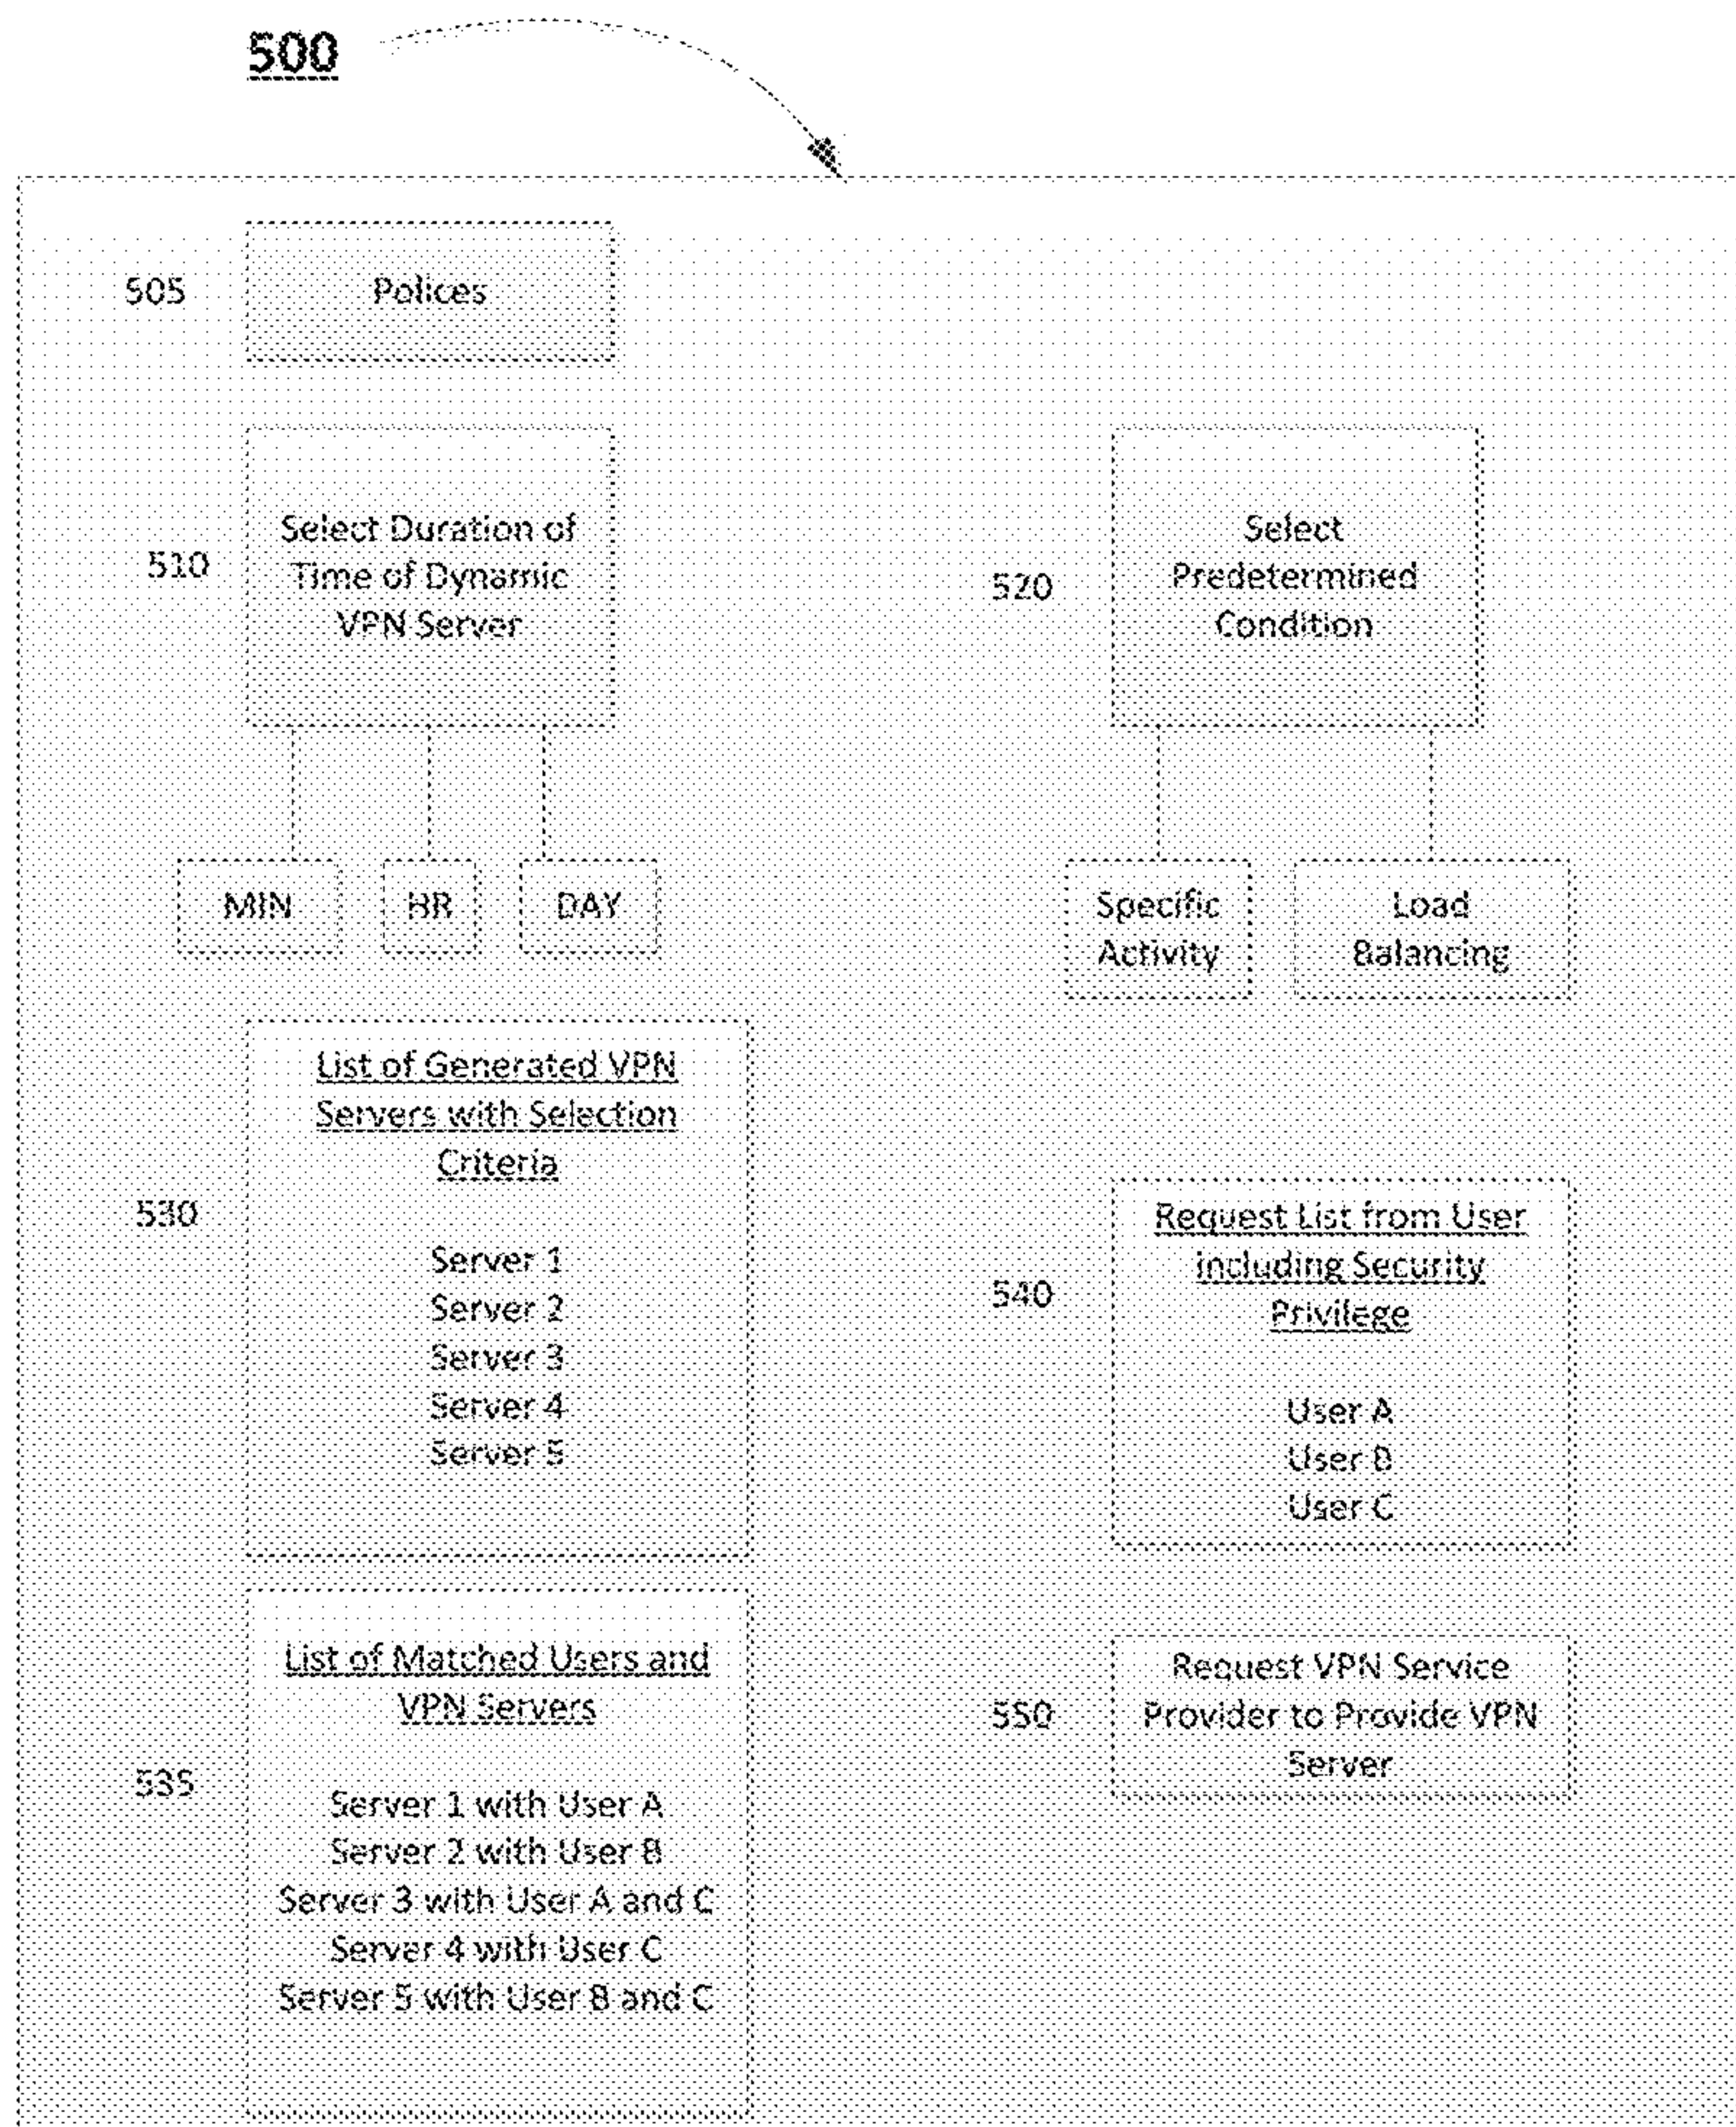 500
505
Polices
510
Select Duration of
Time of Dynamic
VPN Server
520
Select
Predetermined
Condition
MIN
HR
DAY
Specific
Activity
Load
Balancing
530
List of Generated VPN
Servers with Selection
Criteria
Server 1
Server 2
Server 3
Server 4
Server 5
540
Request List from User
including Security
Privilege
User A
User B
User C
535
List of Matched Users and
VPN Servers
Server 1 with User A
Server 2 with User B
Server 3 with User A and C
Server 4 with User C
Server 5 with User B and C
550
Request VPN Service
Provider to Provide VPN
Server